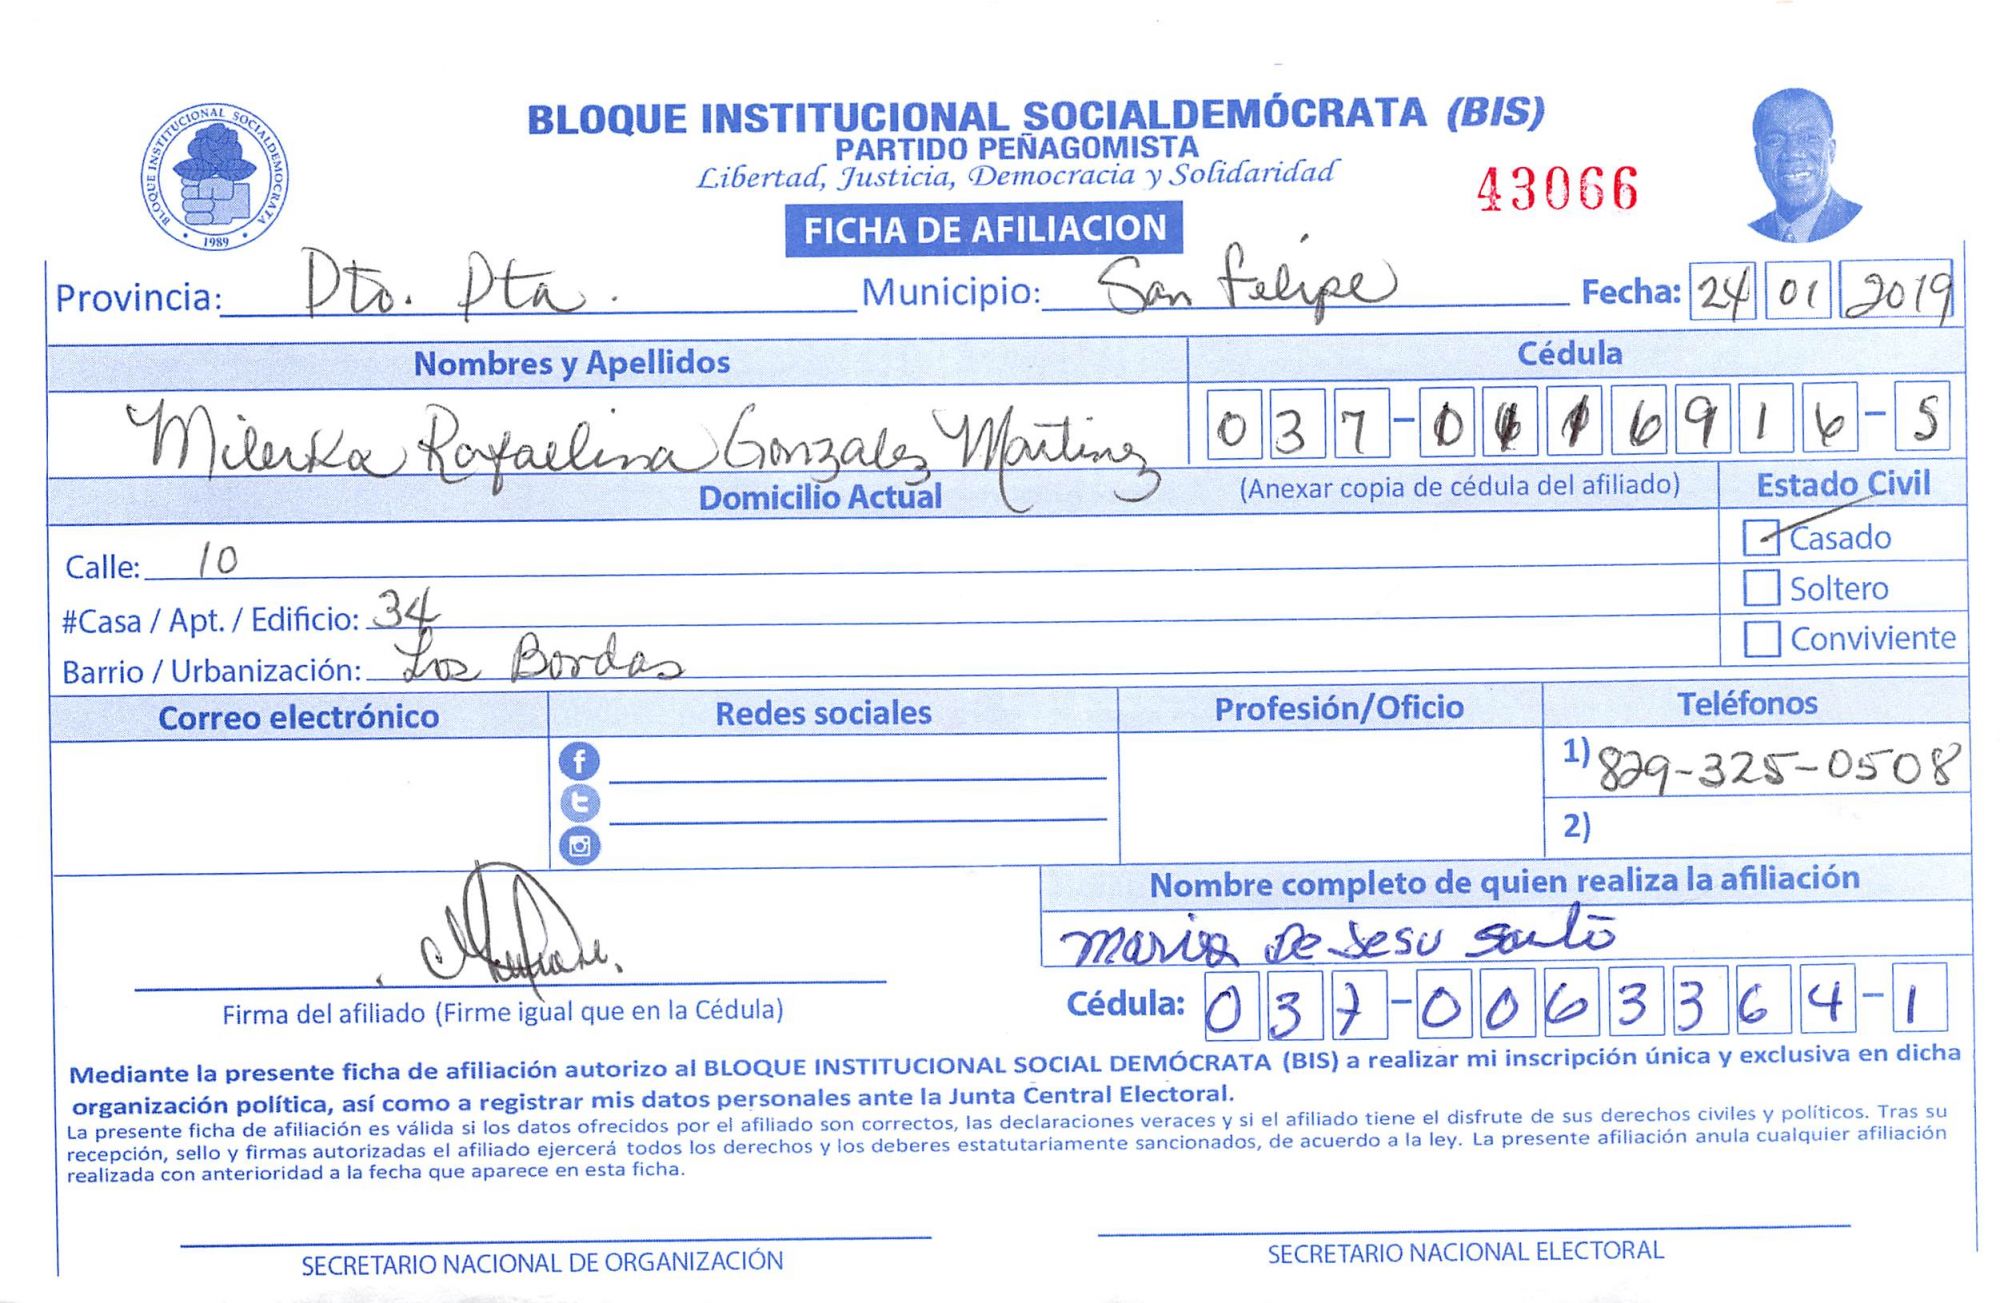 BLOQUE INSTITUCIONAL SOCIALDEMOCRATA
1989
BLOQUE INSTITUCIONAL SOCIALDEMÓCRATA (BIS)
PARTIDO PEÑAGOMISTA
Libertad, Justicia, Democracia y Solidaridad
43066
FICHA DE AFILIACION
Provincia: Pto. Pta. Municipio: San Felipe Fecha: 24 01 2019
Nombres y Apellidos Cédula
Milerka Rafaelina Gonzalez Martinez 037-0116916-5
Domicilio Actual (Anexar copia de cédula del afiliado) Estado Civil
Casado
Calle: 10
Soltero
#Casa / Apt. / Edificio: 34
Conviviente
Barrio / Urbanización: Los Bordas
Correo electrónico Redes sociales Profesión/Oficio Teléfonos
1) 829-325-0508
2)
Nombre completo de quien realiza la afiliación
Maria De Jesu Santo
Firma del afiliado (Firme igual que en la Cédula) Cédula: 037-0063364-1
Mediante la presente ficha de afiliación autorizo al BLOQUE INSTITUCIONAL SOCIAL DEMÓCRATA (BIS) a realizar mi inscripción única y exclusiva en dicha
organización política, así como a registrar mis datos personales ante la Junta Central Electoral.
La presente ficha de afiliación es válida si los datos ofrecidos por el afiliado son correctos, las declaraciones veraces y si el afiliado tiene el disfrute de sus derechos civiles y políticos. Tras su
recepción, sello y firmas autorizadas el afiliado ejercerá todos los derechos y los deberes estatutariamente sancionados, de acuerdo a la ley. La presente afiliación anula cualquier afiliación
realizada con anterioridad a la fecha que aparece en esta ficha.
SECRETARIO NACIONAL DE ORGANIZACIÓN SECRETARIO NACIONAL ELECTORAL